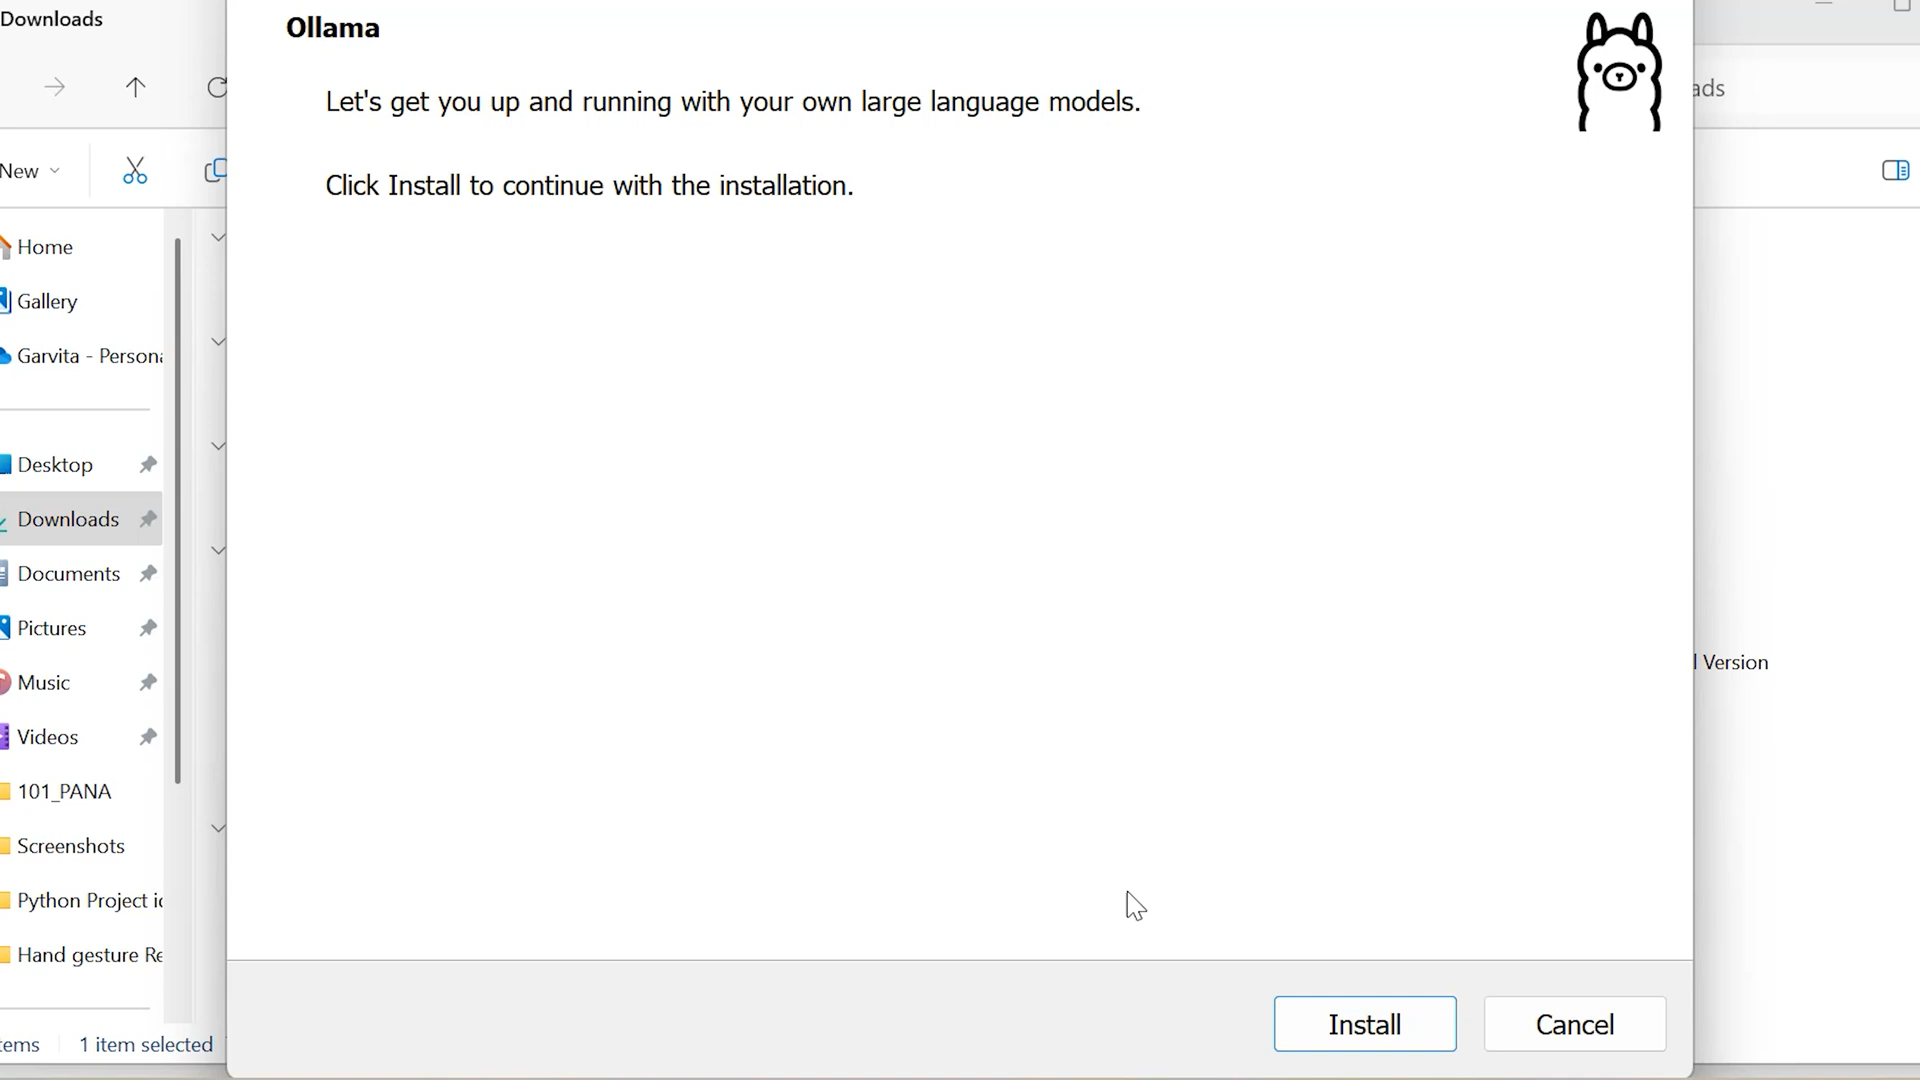 Downloads
Ollama
Let's get you up and running with your own large language models.
Click Install to continue with the installation.
ads
New
Home
Gallery
Garvita - Persona
Desktop
Downloads
Documents
Pictures
Music
Videos
101_PANA
Screenshots
Python Project
Hand gesture Re
l Version
ems
1 item selected
Install
Cancel